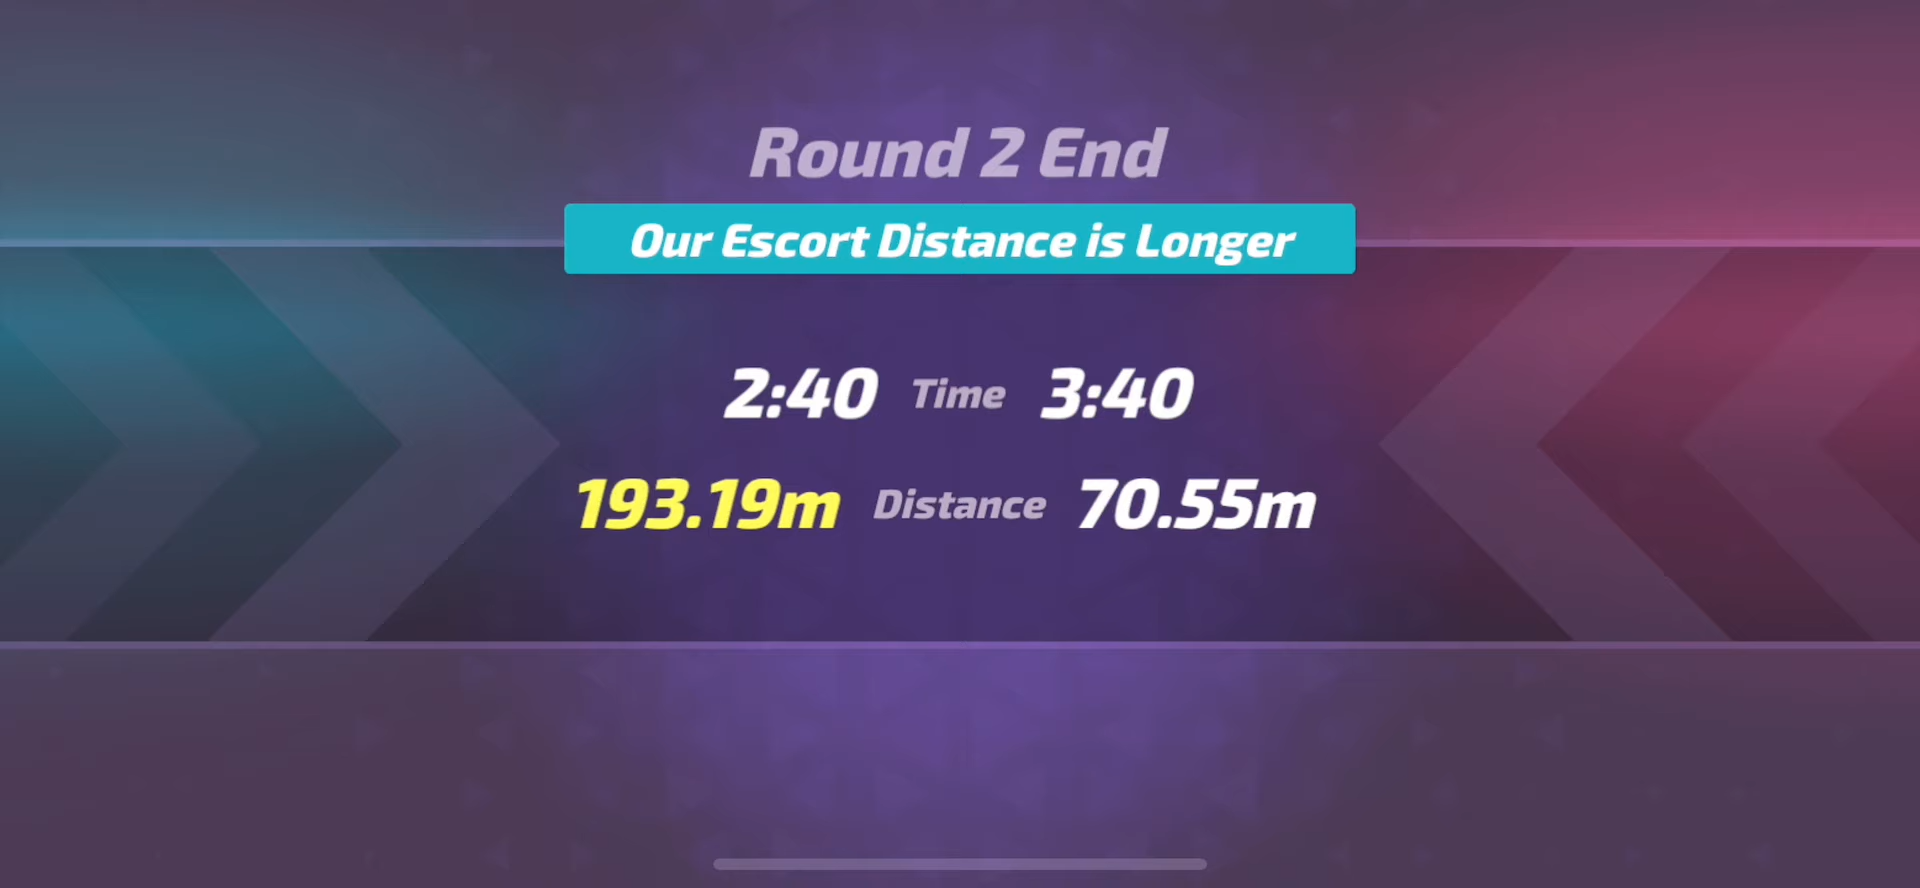 Round 2 End
Our Escort Distance is Longer
2:40 Time 3:40
193.19m Distance 70.55m